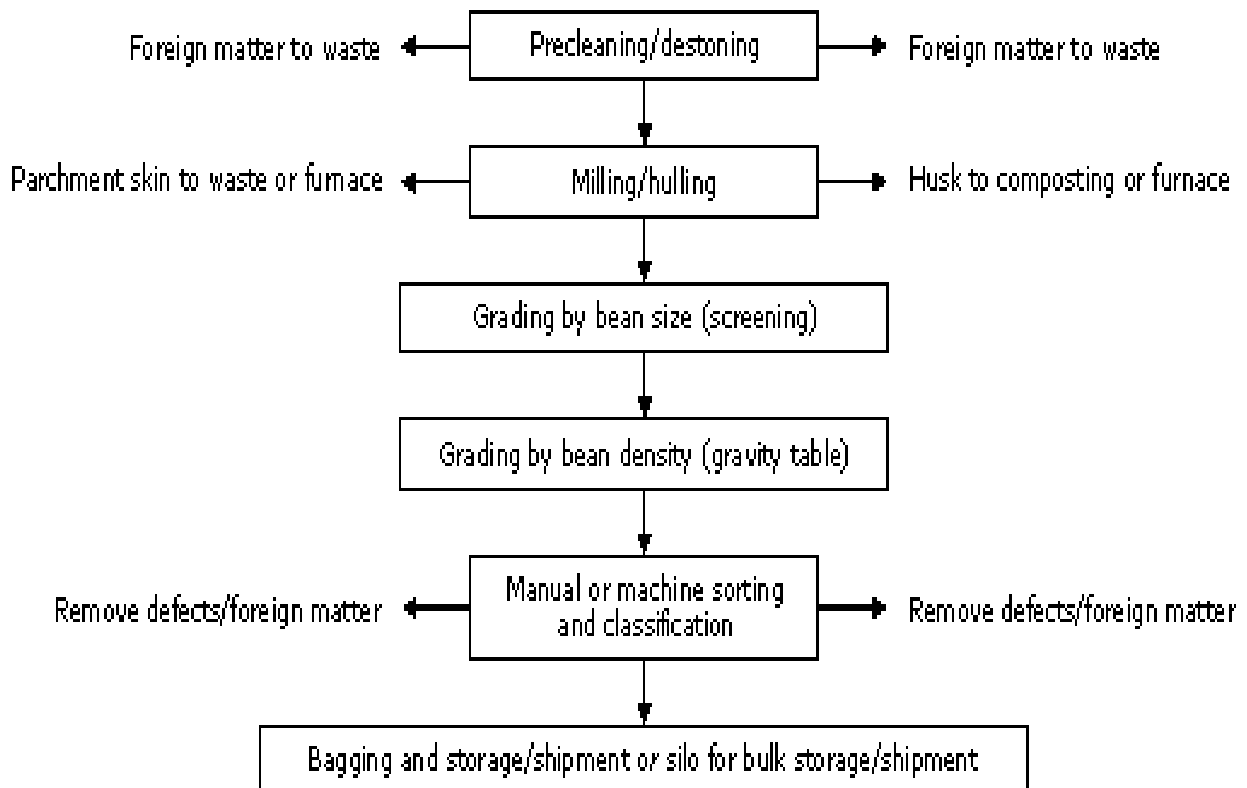 Foreign matter to waste
Precleaning/destoning
Foreign matter to waste
Parchment skin to waste or furnace
Milling/hulling
Husk to composting or furnace
Grading by bean size (screening)
Grading by bean density (gravity table)
Remove defects/foreign matter
Manual or machine sorting
and classification
Remove defects/foreign matter
Bagging and storage/shipment or silo for bulk storage/shipment